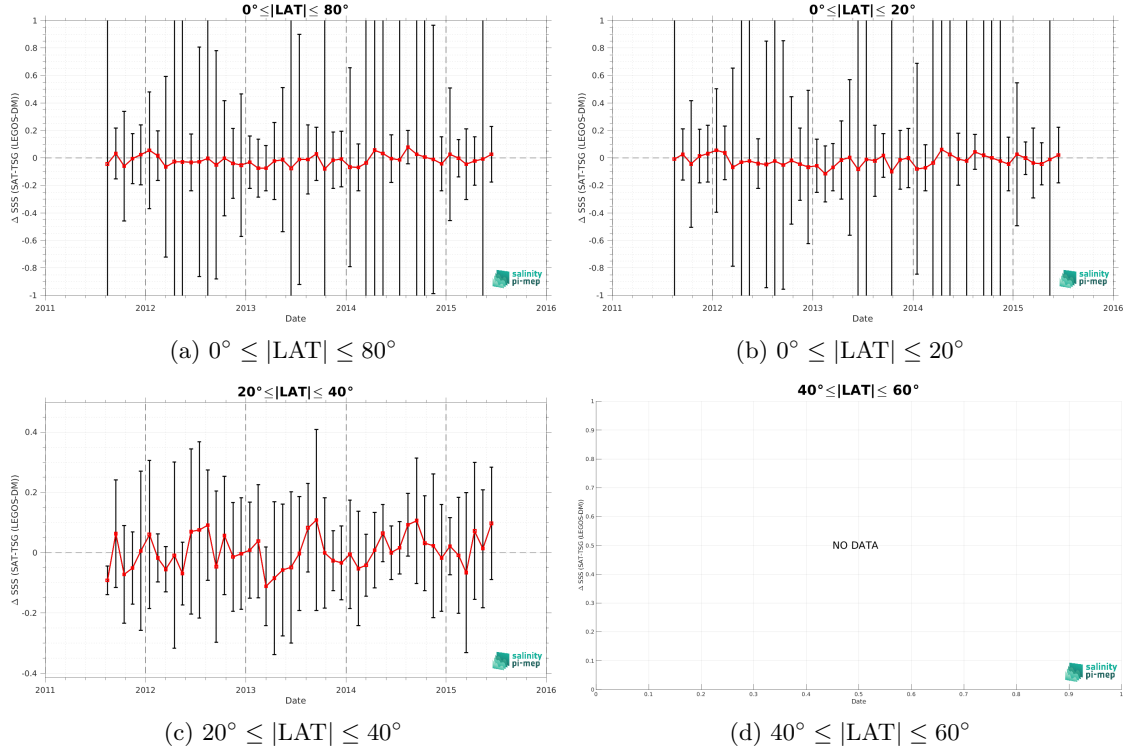 0°≤|LAT|≤ 80°
1
0.8
0.6
0.4
0.2
0
-0.2
-0.4
-0.6
-0.8
-1
Δ SSS (SAT-TSG (LEGOS-DM))
2011
2012
2013
2014
2015
2016
Date
salinity
pi-mep
(a) 0° ≤ |LAT| ≤ 80°
0°≤|LAT|≤ 20°
1
0.8
0.6
0.4
0.2
0
-0.2
-0.4
-0.6
-0.8
-1
Δ SSS (SAT-TSG (LEGOS-DM))
2011
2012
2013
2014
2015
2016
Date
salinity
pi-mep
(b) 0° ≤ |LAT| ≤ 20°
20°≤|LAT|≤ 40°
0.4
0.2
0
-0.2
-0.4
Δ SSS (SAT-TSG (LEGOS-DM))
2011
2012
2013
2014
2015
2016
Date
salinity
pi-mep
(c) 20° ≤ |LAT| ≤ 40°
40°≤|LAT|≤ 60°
1
0.9
0.8
0.7
0.6
0.5
0.4
0.3
0.2
0.1
0
Δ SSS (SAT-TSG (LEGOS-DM))
NO DATA
0
0.1
0.2
0.3
0.4
0.5
0.6
0.7
0.8
0.9
1
Date
salinity
pi-mep
(d) 40° ≤ |LAT| ≤ 60°